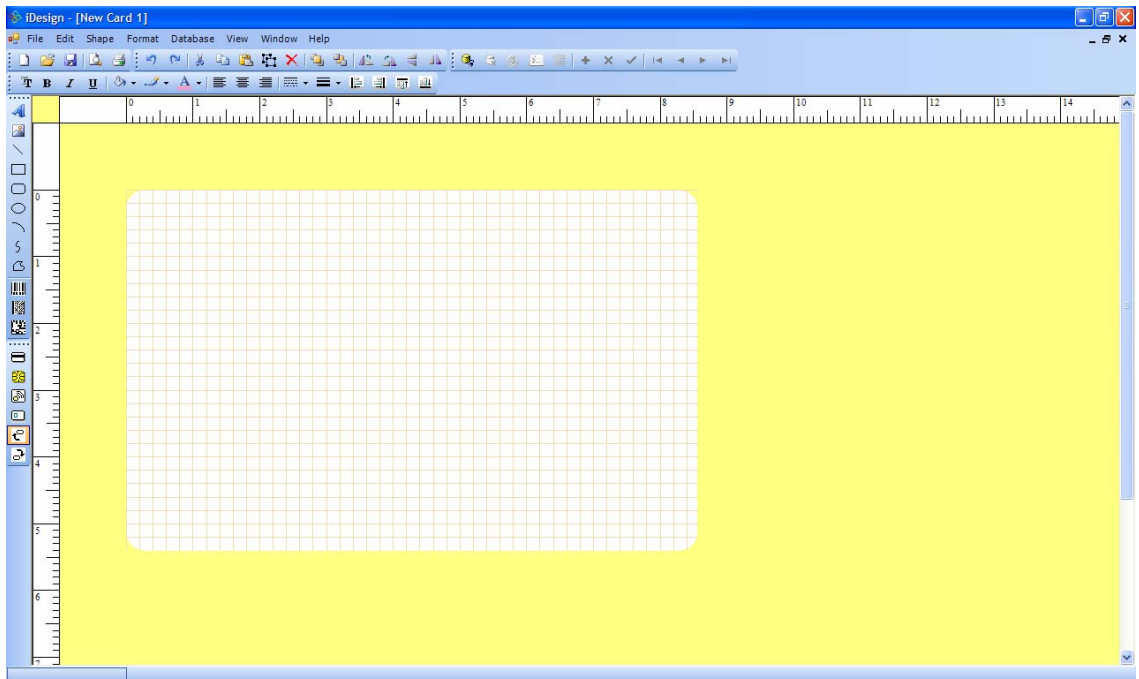 iDesign - [New Card 1]
File Edit Shape Format Database View Window Help
B I U A
0 1 2 3 4 5 6 7 8 9 10 11 12 13 14
A
0
1
2
3
4
5
6
7